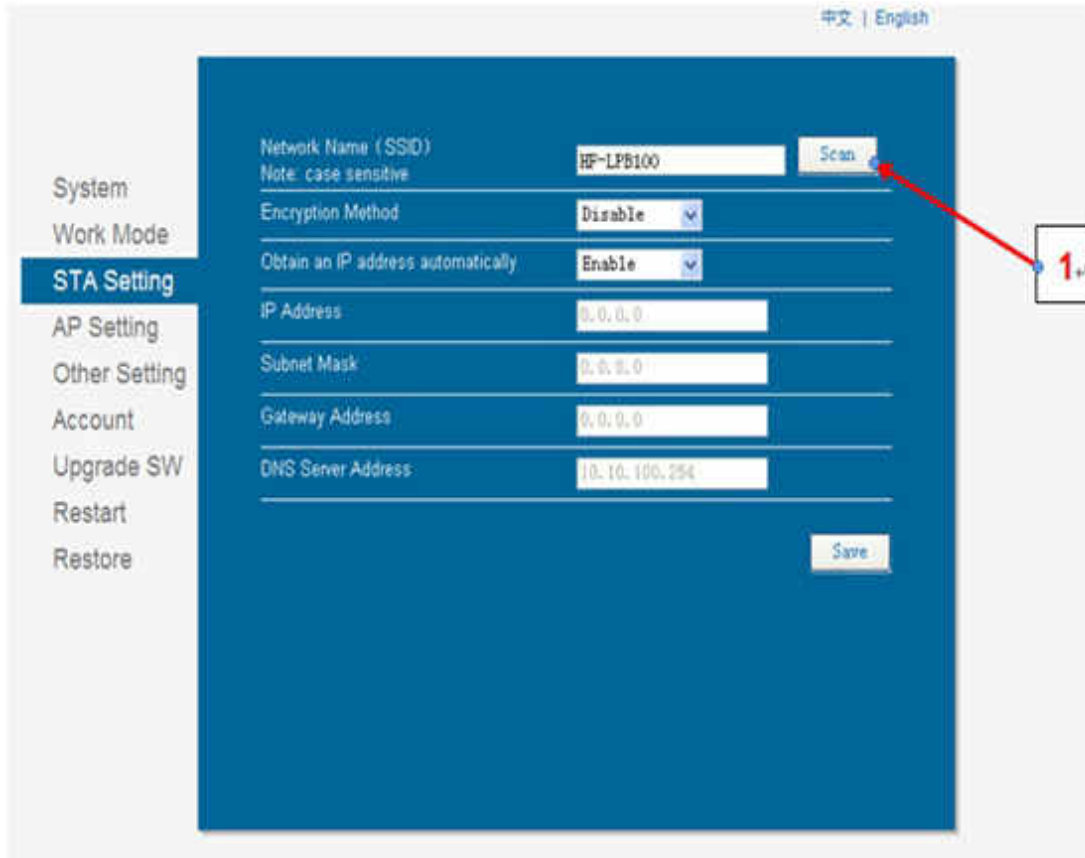 中文 | English
Network Name (SSID)
Note: case sensitive
HF-LPB100
Scan
System
Work Mode
STA Setting
AP Setting
Other Setting
Account
Upgrade SW
Restart
Restore
Encryption Method
Disable
Obtain an IP address automatically
Enable
IP Address
0.0.0.0
Subnet Mask
0.0.0.0
Gateway Address
0.0.0.0
DNS Server Address
10.10.100.254
Save
1